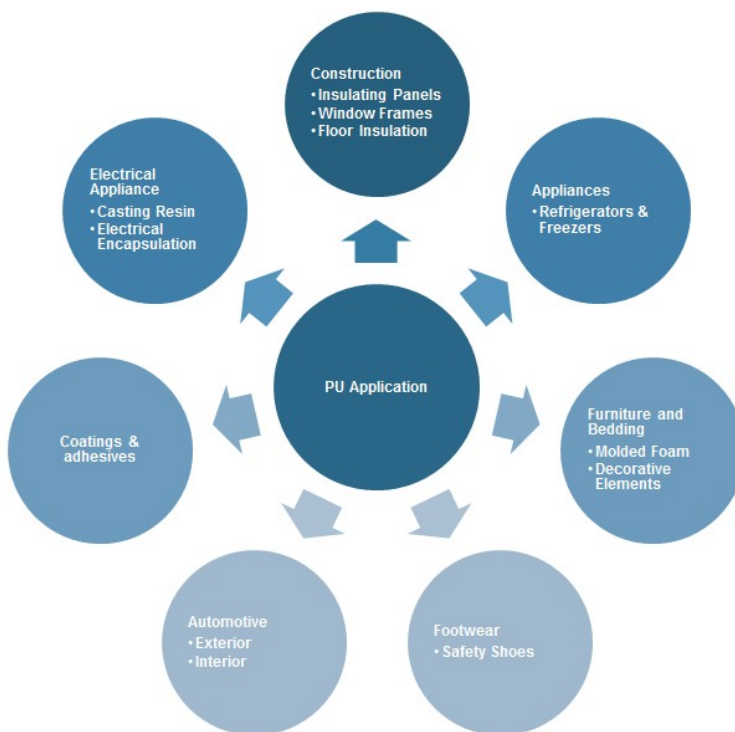 Construction
• Insulating Panels
• Window Frames
• Floor Insulation
Appliances
• Refrigerators &
Freezers
Furniture and
Bedding
• Molded Foam
• Decorative
Elements
Footwear
• Safety Shoes
Automotive
• Exterior
• Interior
Coatings &
adhesives
Electrical
Appliance
• Casting Resin
• Electrical
Encapsulation
PU Application